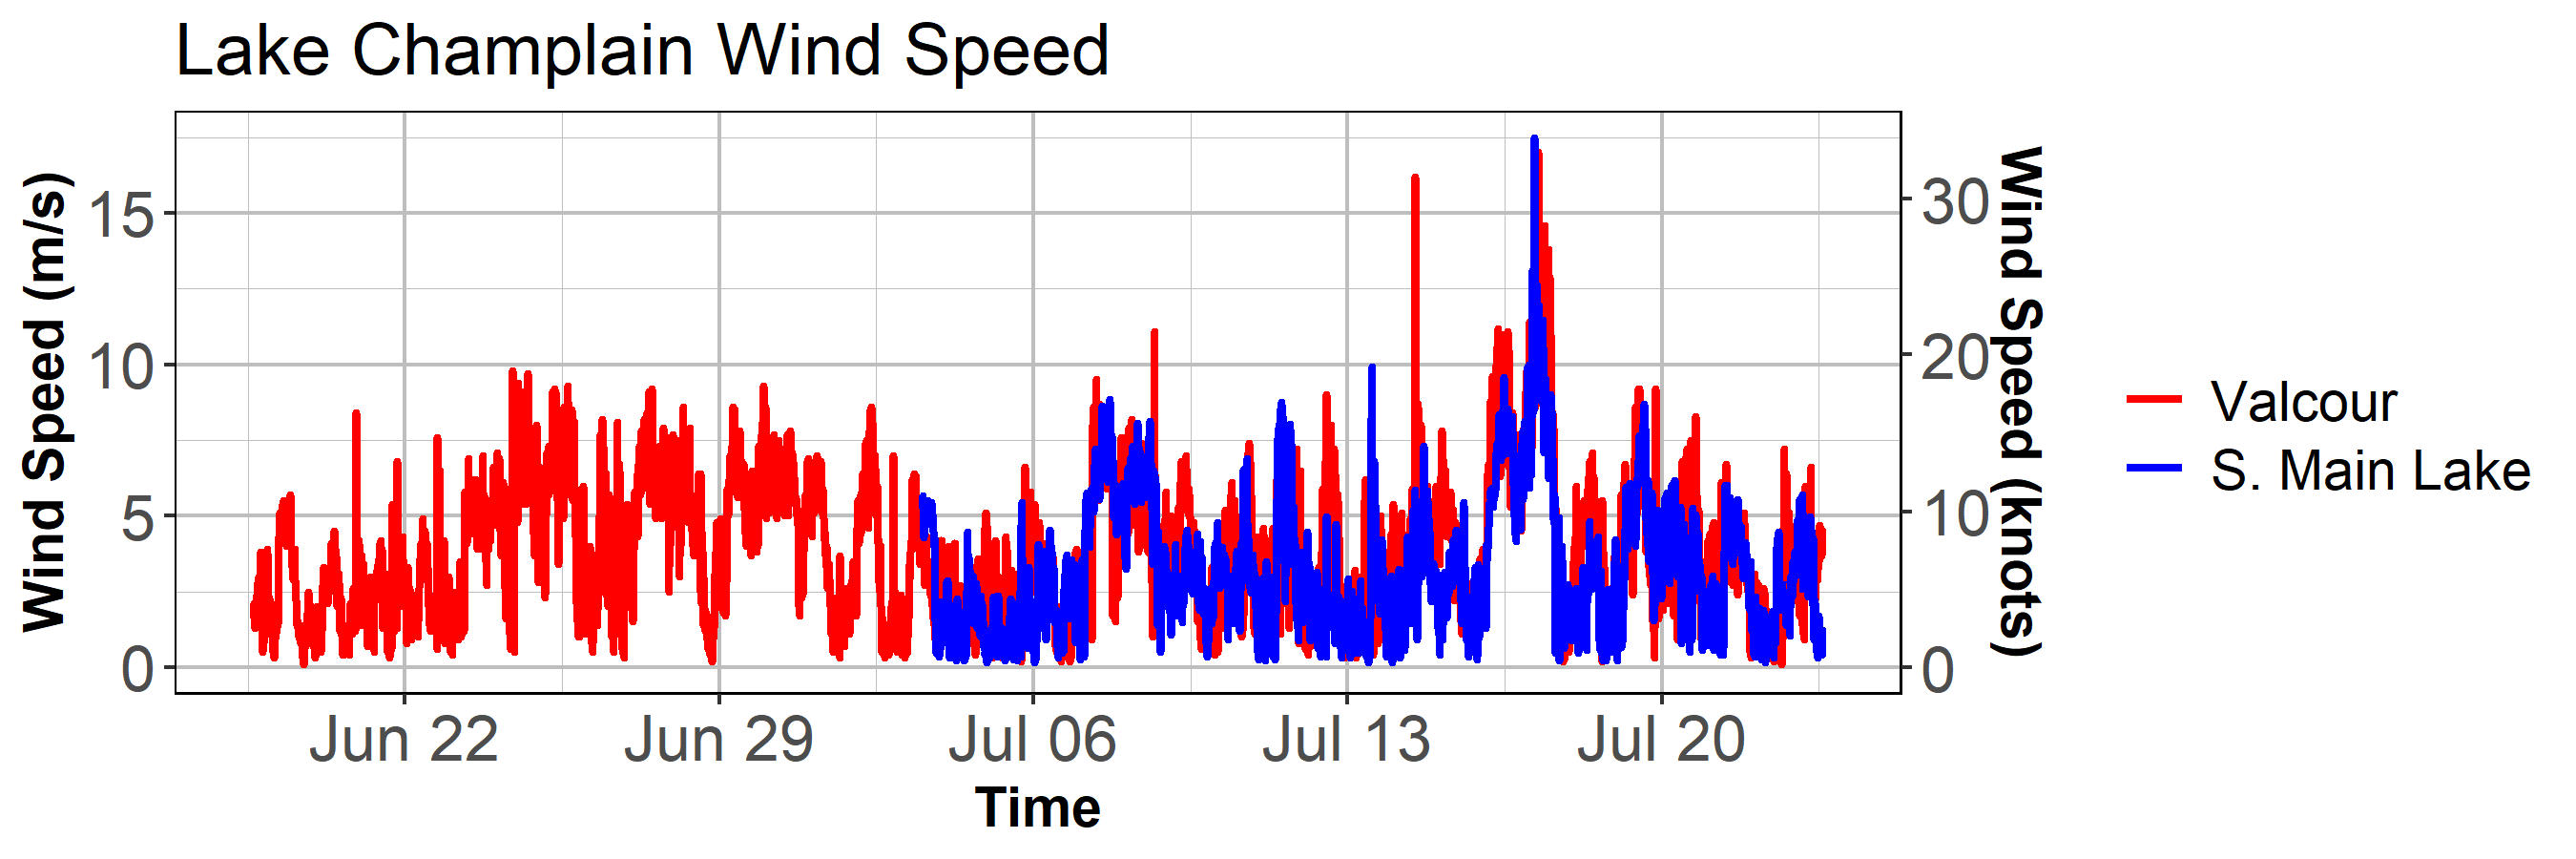 Lake Champlain Wind Speed
Wind Speed (m/s)
15
10
5
0
30
20
10
0
Wind Speed (knots)
Jun 22
Jun 29
Jul 06
Jul 13
Jul 20
Time
Valcour
S. Main Lake